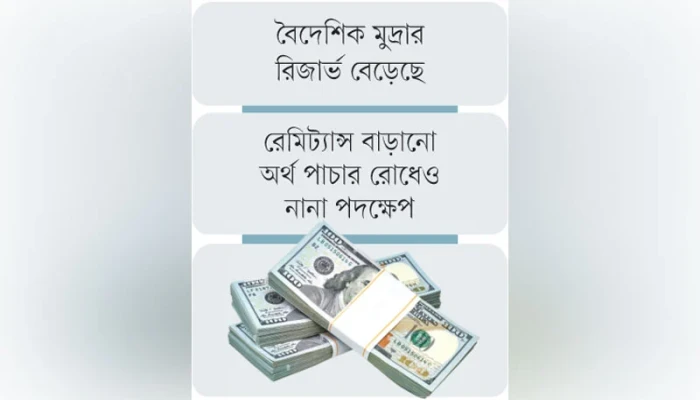 বৈদেশিক মুদ্রার
রিজার্ভ বেড়েছে
রেমিট্যান্স বাড়ানো
অর্থ পাচার রোধেও
নানা পদক্ষেপ